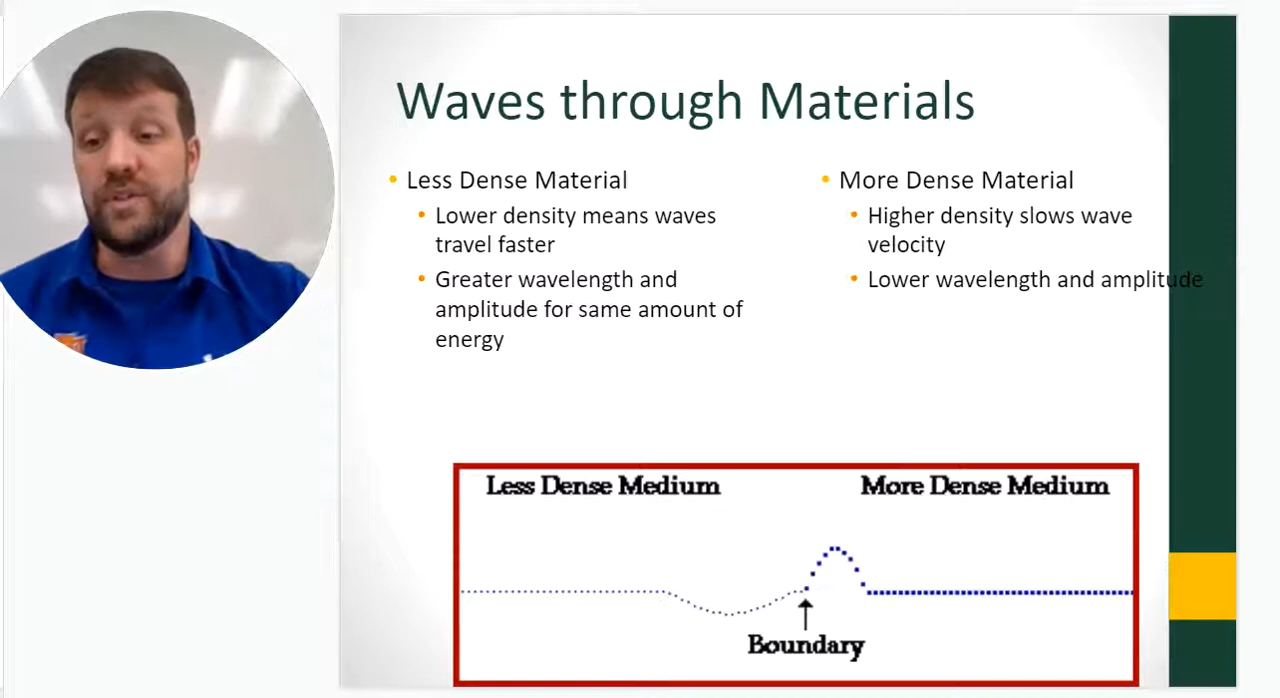 Waves through Materials
Less Dense Material
Lower density means waves
travel faster
Greater wavelength and
amplitude for same amount of
energy
More Dense Material
Higher density slows wave
velocity
Lower wavelength and amplitude
Less Dense Medium
More Dense Medium
Boundary